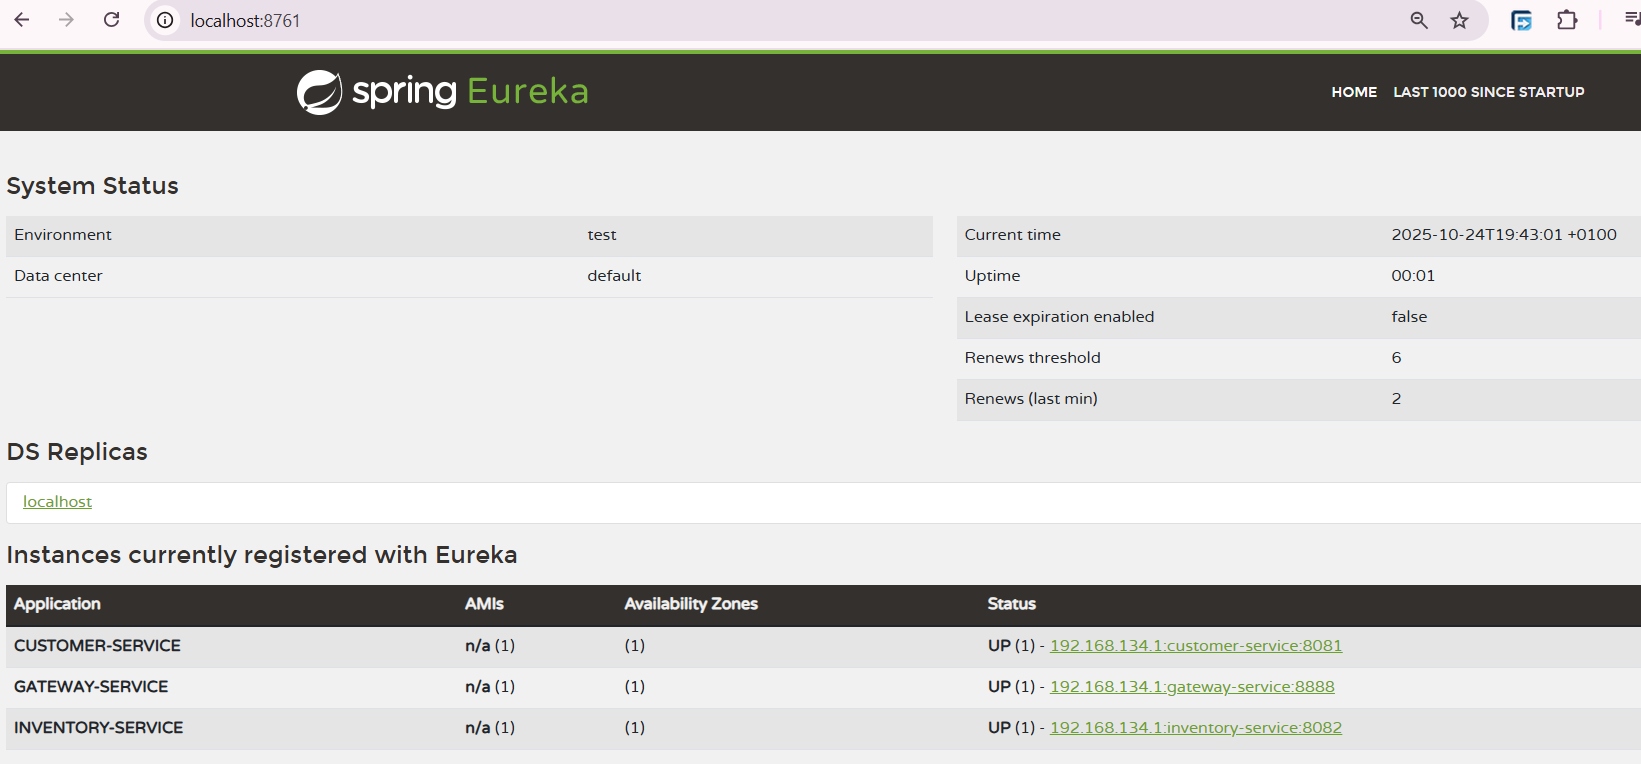 localhost:8761
spring Eureka
HOME LAST 1000 SINCE STARTUP
System Status
Environment test
Data center default
Current time 2025-10-24T19:43:01 +0100
Uptime 00:01
Lease expiration enabled false
Renews threshold 6
Renews (last min) 2
DS Replicas
localhost
Instances currently registered with Eureka
Application AMIs Availability Zones Status
CUSTOMER-SERVICE n/a (1) (1) UP (1) - 192.168.134.1:customer-service:8081
GATEWAY-SERVICE n/a (1) (1) UP (1) - 192.168.134.1:gateway-service:8888
INVENTORY-SERVICE n/a (1) (1) UP (1) - 192.168.134.1:inventory-service:8082